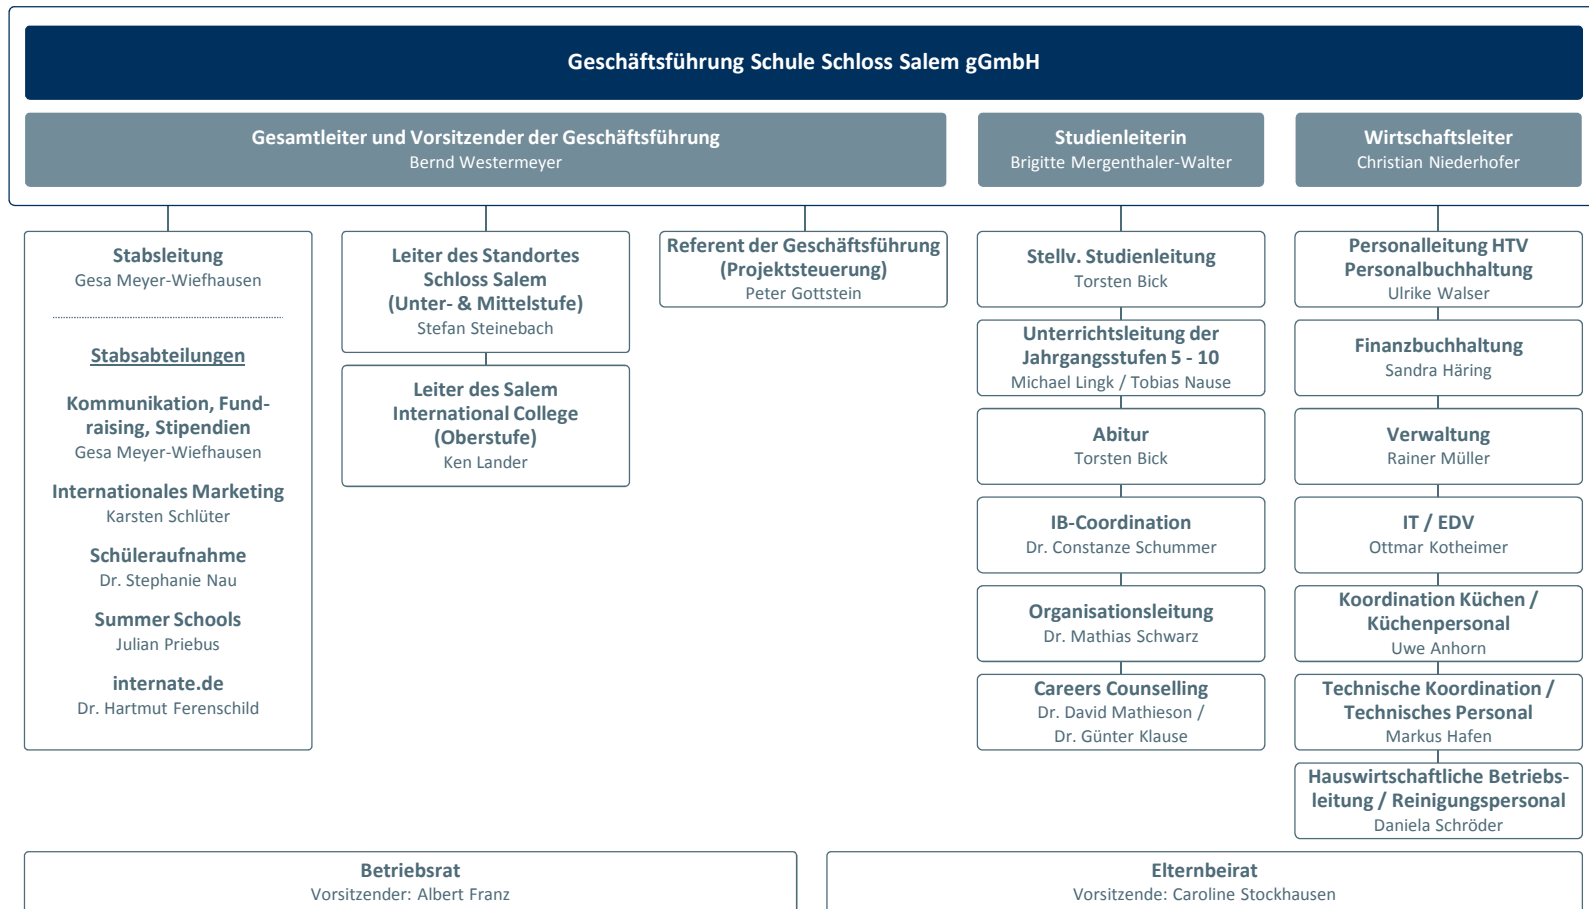 Geschäftsführung Schule Schloss Salem gGmbH
Gesamtleiter und Vorsitzender der Geschäftsführung
Bernd Westermeyer
Studienleiterin
Brigitte Mergenthaler-Walter
Wirtschaftsleiter
Christian Niederhofer
Stabsleitung
Gesa Meyer-Wiefhausen
Stabsabteilungen
Kommunikation, Fund-
raising, Stipendien
Gesa Meyer-Wiefhausen
Internationales Marketing
Karsten Schlüter
Schüleraufnahme
Dr. Stephanie Nau
Summer Schools
Julian Priebus
internate.de
Dr. Hartmut Ferenschild
Leiter des Standortes
Schloss Salem
(Unter- & Mittelstufe)
Stefan Steinebach
Leiter des Salem
International College
(Oberstufe)
Ken Lander
Referent der Geschäftsführung
(Projektsteuerung)
Peter Gottstein
Stellv. Studienleitung
Torsten Bick
Unterrichtsleitung der
Jahrgangsstufen 5 - 10
Michael Lingk / Tobias Nause
Abitur
Torsten Bick
IB-Coordination
Dr. Constanze Schummer
Organisationsleitung
Dr. Mathias Schwarz
Careers Counselling
Dr. David Mathieson /
Dr. Günter Klause
Personalleitung HTV
Personalbuchhaltung
Ulrike Walser
Finanzbuchhaltung
Sandra Häring
Verwaltung
Rainer Müller
IT / EDV
Ottmar Kotheimer
Koordination Küchen /
Küchenpersonal
Uwe Anhorn
Technische Koordination /
Technisches Personal
Markus Hafen
Hauswirtschaftliche Betriebs-
leitung / Reinigungspersonal
Daniela Schröder
Betriebsrat
Vorsitzender: Albert Franz
Elternbeirat
Vorsitzende: Caroline Stockhausen